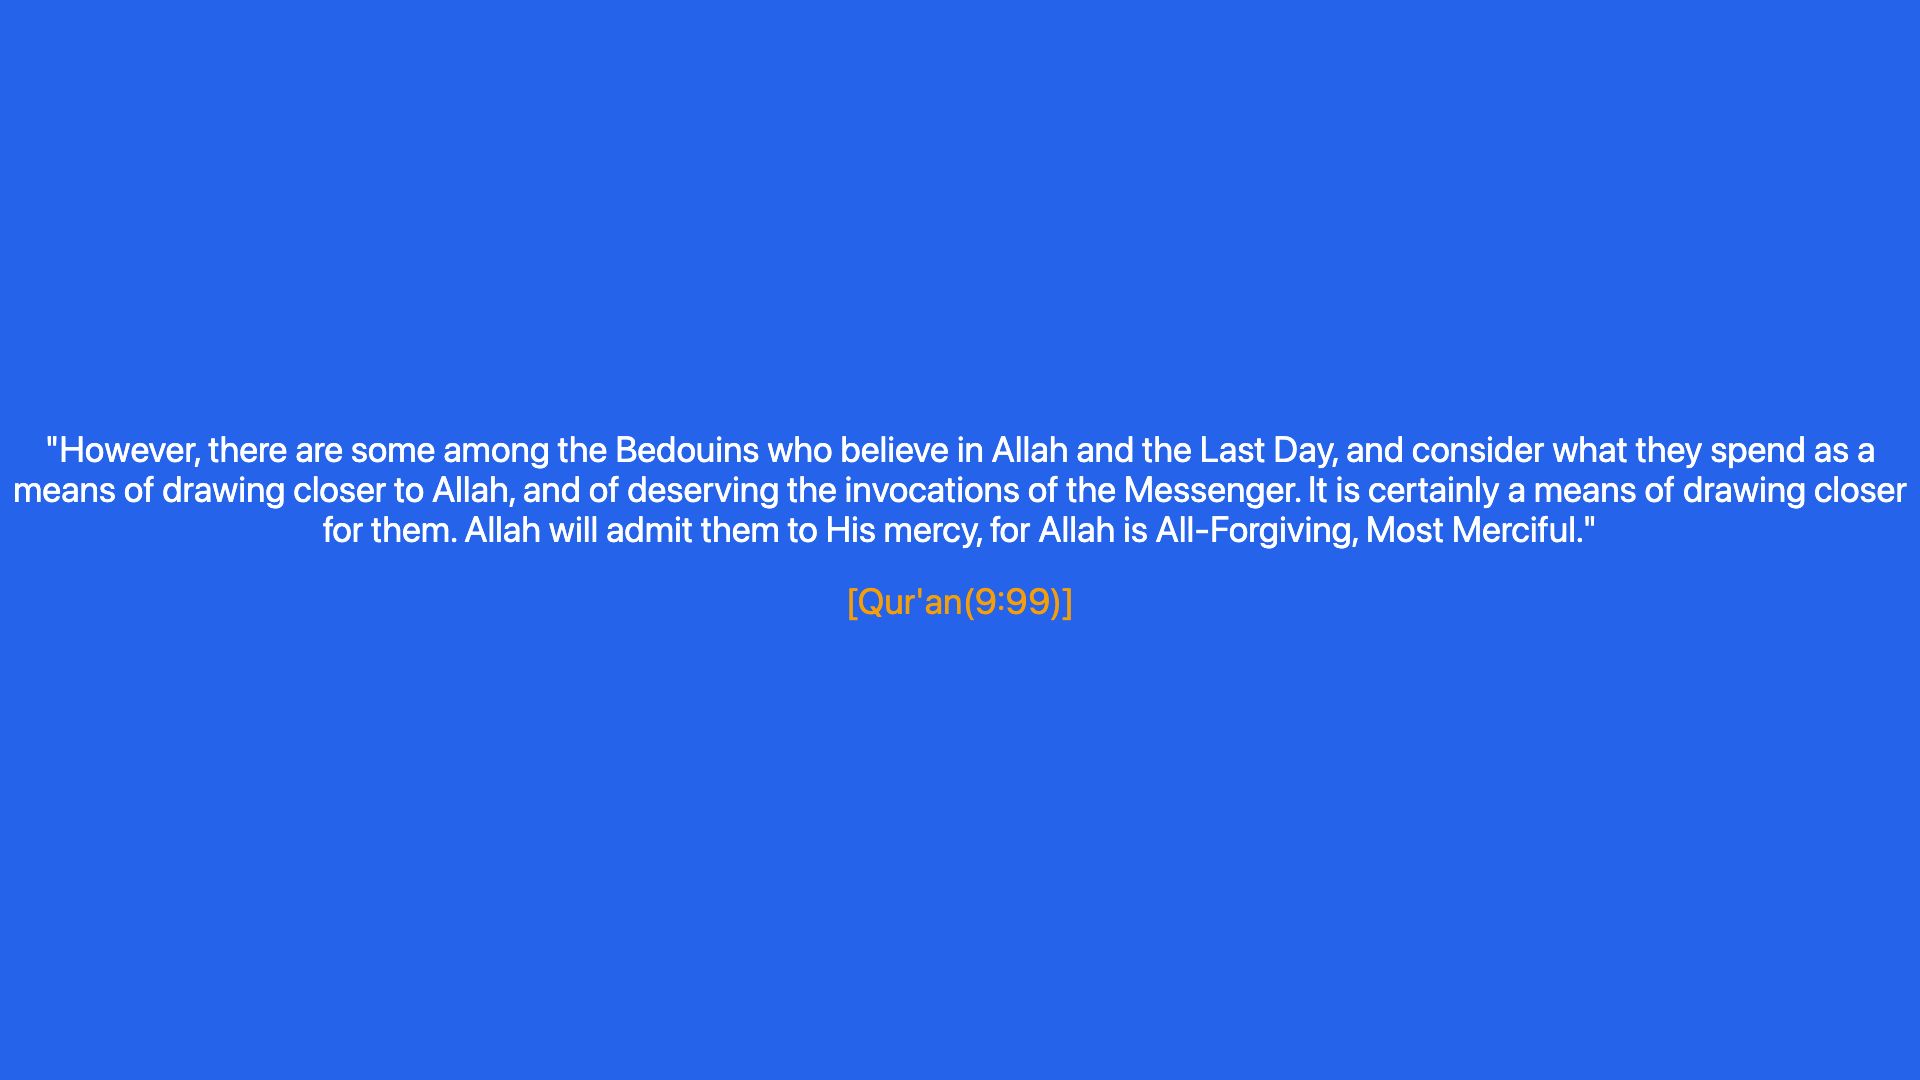 "However, there are some among the Bedouins who believe in Allah and the Last Day, and consider what they spend as a
means of drawing closer to Allah, and of deserving the invocations of the Messenger. It is certainly a means of drawing closer
for them. Allah will admit them to His mercy, for Allah is All-Forgiving, Most Merciful."
[Qur'an(9:99)]